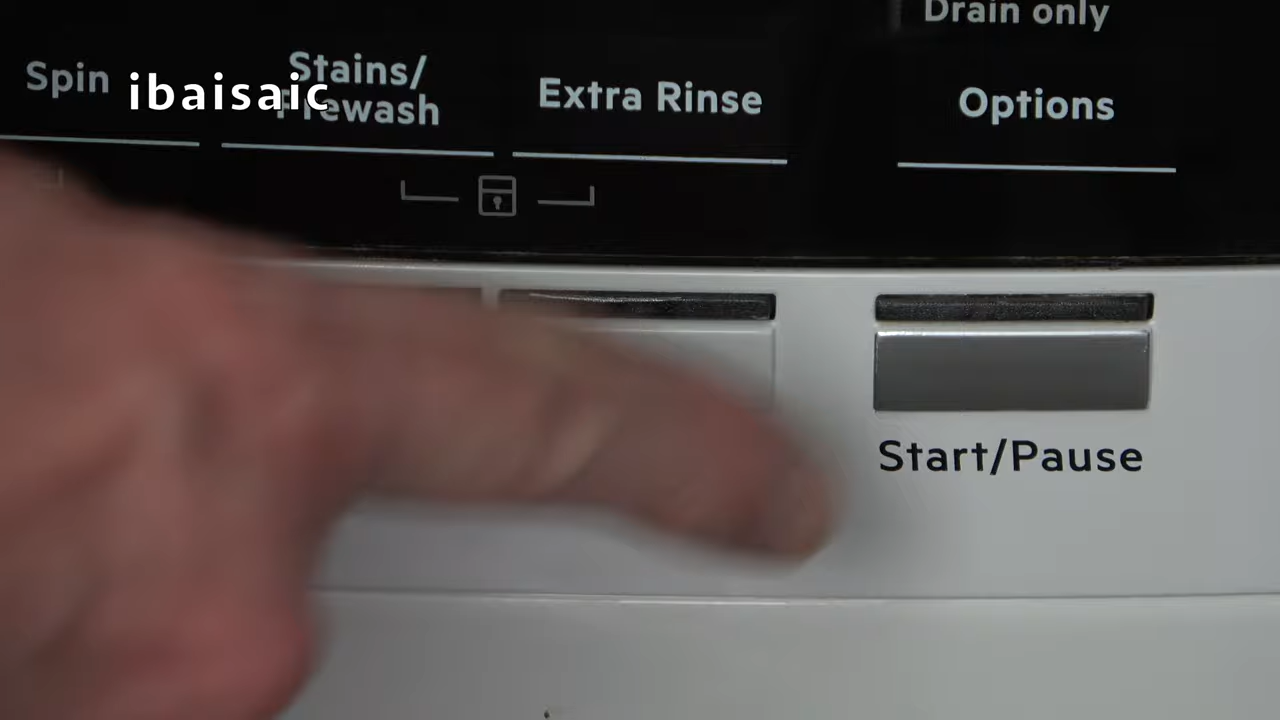 Drain only
Spin
ibaisaic
Stains/
Prewash
Extra Rinse
Options
Start/Pause